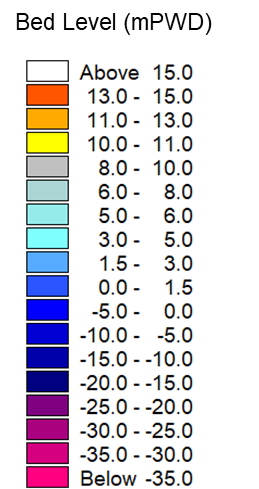 Bed Level (mPWD)
Above 15.0
13.0 - 15.0
11.0 - 13.0
10.0 - 11.0
8.0 - 10.0
6.0 - 8.0
5.0 - 6.0
3.0 - 5.0
1.5 - 3.0
0.0 - 1.5
-5.0 - 0.0
-10.0 - -5.0
-15.0 - -10.0
-20.0 - -15.0
-25.0 - -20.0
-30.0 - -25.0
-35.0 - -30.0
Below -35.0